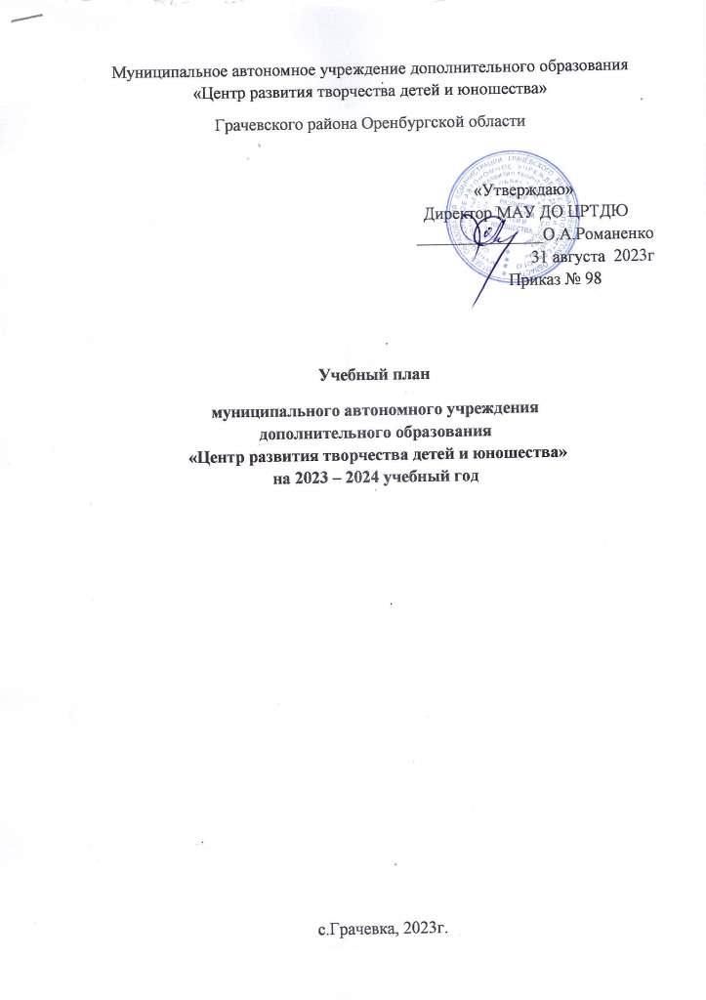 Муниципальное автономное учреждение дополнительного образования
«Центр развития творчества детей и юношества»
Грачевского района Оренбургской области
«Утверждаю»
Директор МАУ ДО ЦРТДЮ
О.А.Романенко
31 августа 2023г
Приказ № 98
Учебный план
муниципального автономного учреждения
дополнительного образования
«Центр развития творчества детей и юношества»
на 2023 – 2024 учебный год
с.Грачевка, 2023г.